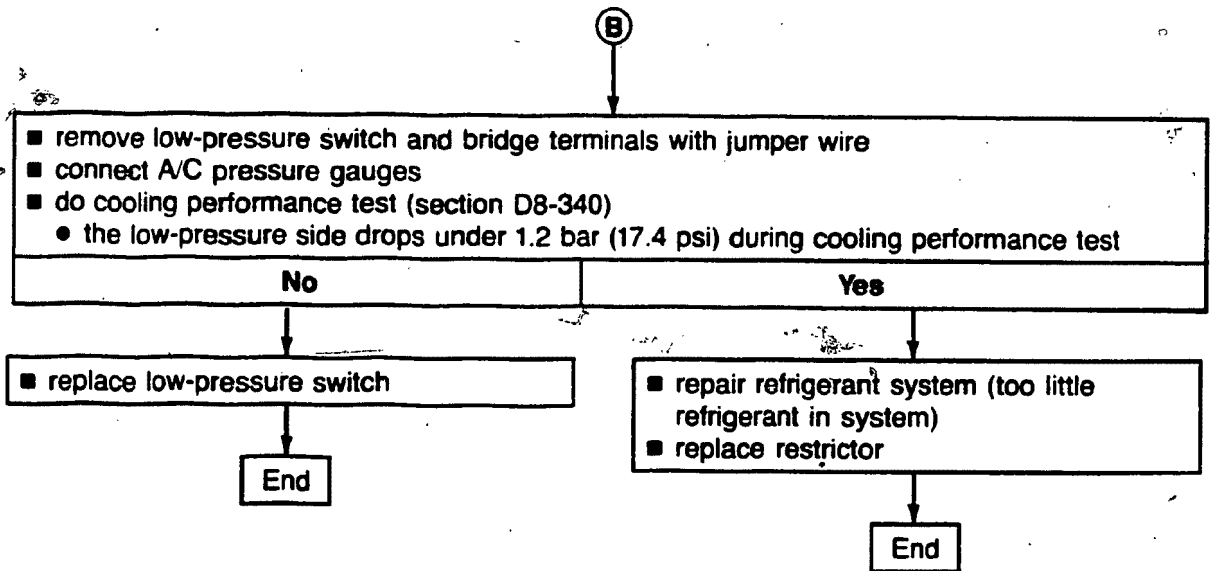 B
■ remove low-pressure switch and bridge terminals with jumper wire
■ connect A/C pressure gauges
■ do cooling performance test (section D8-340)
● the low-pressure side drops under 1.2 bar (17.4 psi) during cooling performance test
No
Yes
■ replace low-pressure switch
End
■ repair refrigerant system (too little
refrigerant in system)
■ replace restrictor
End